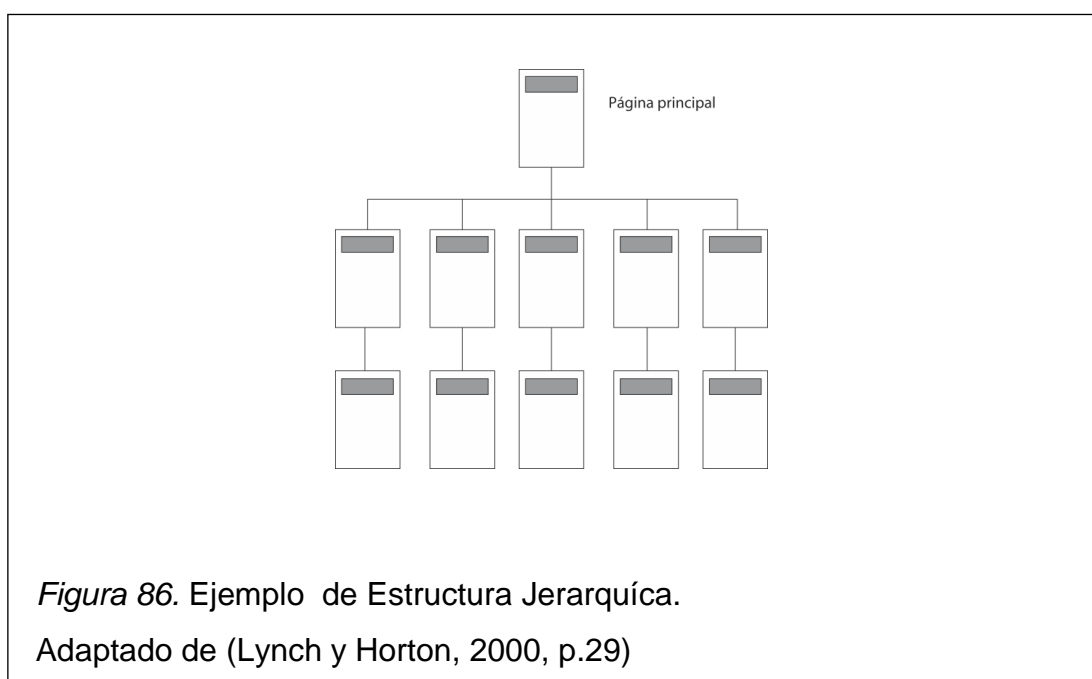 Página principal
Figura 86. Ejemplo de Estructura Jerarquíca.
Adaptado de (Lynch y Horton, 2000, p.29)